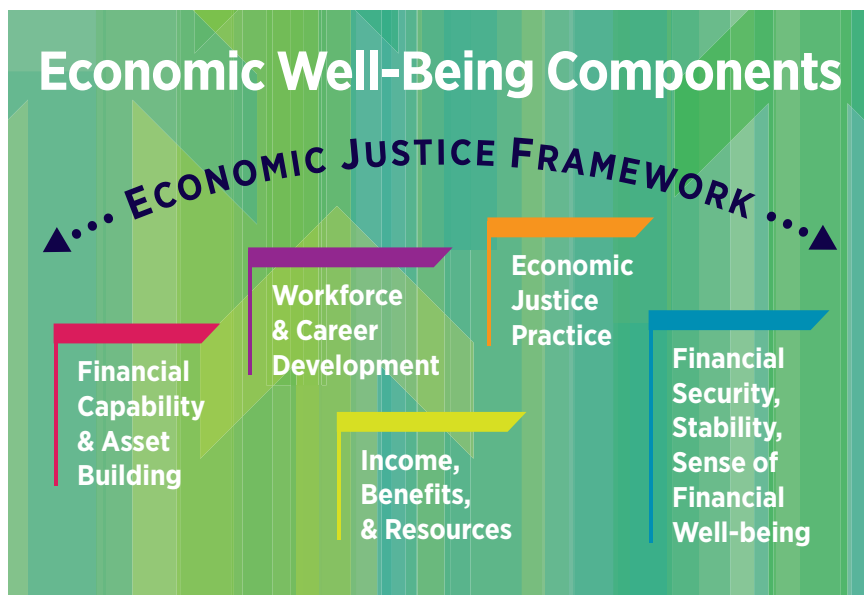 Economic Well-Being Components
ECONOMIC JUSTICE FRAMEWORK
Financial
Capability
& Asset
Building
Workforce
& Career
Development
Income,
Benefits,
& Resources
Economic
Justice
Practice
Financial
Security,
Stability,
Sense of
Financial
Well-being